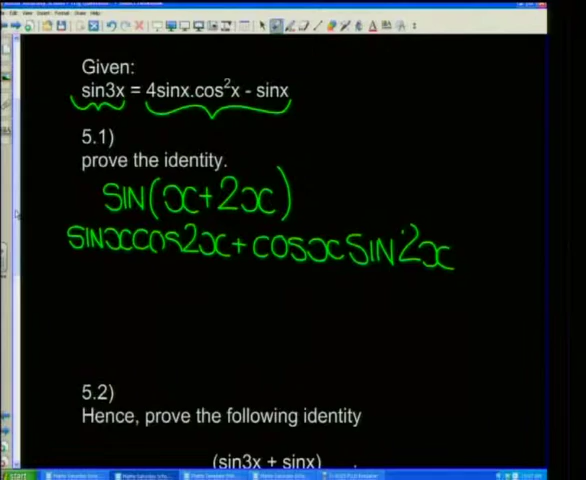 Given:
sin3x = 4sinx.cos²x - sinx
5.1)
prove the identity.
SIN(x+2x)
SINxCOS2x+COSxSIN2x
5.2)
Hence, prove the following identity
(sin3x + sinx)
start